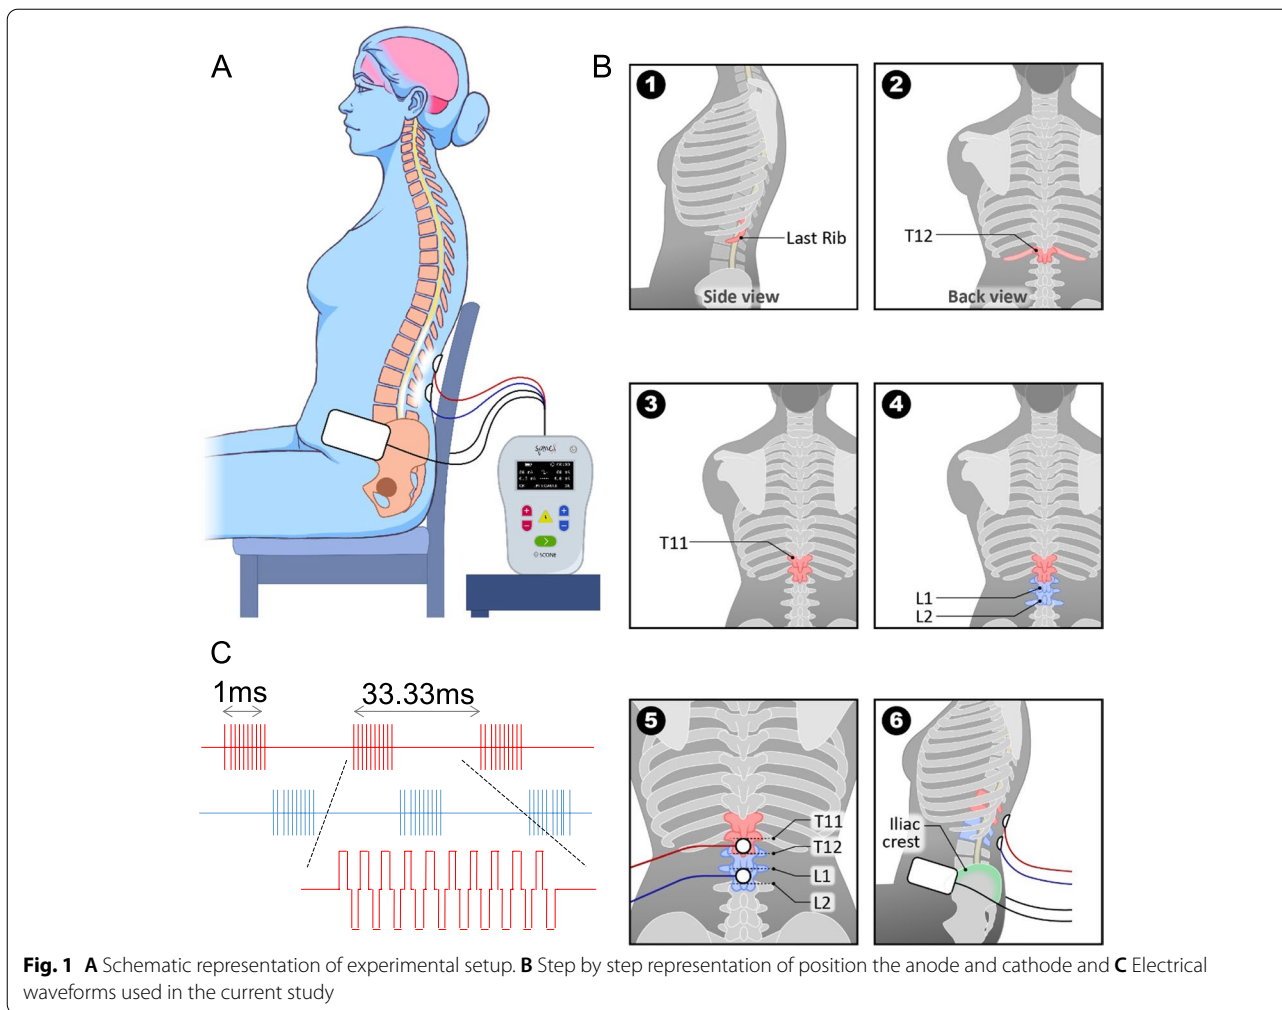 A
B
1
Last Rib
Side view
2
T12
Back view
3
T11
4
L1
L2
SCONE
C
1ms
33.33ms
5
T11
T12
L1
L2
6
Iliac
crest
Fig. 1 A Schematic representation of experimental setup. B Step by step representation of position the anode and cathode and C Electrical
waveforms used in the current study